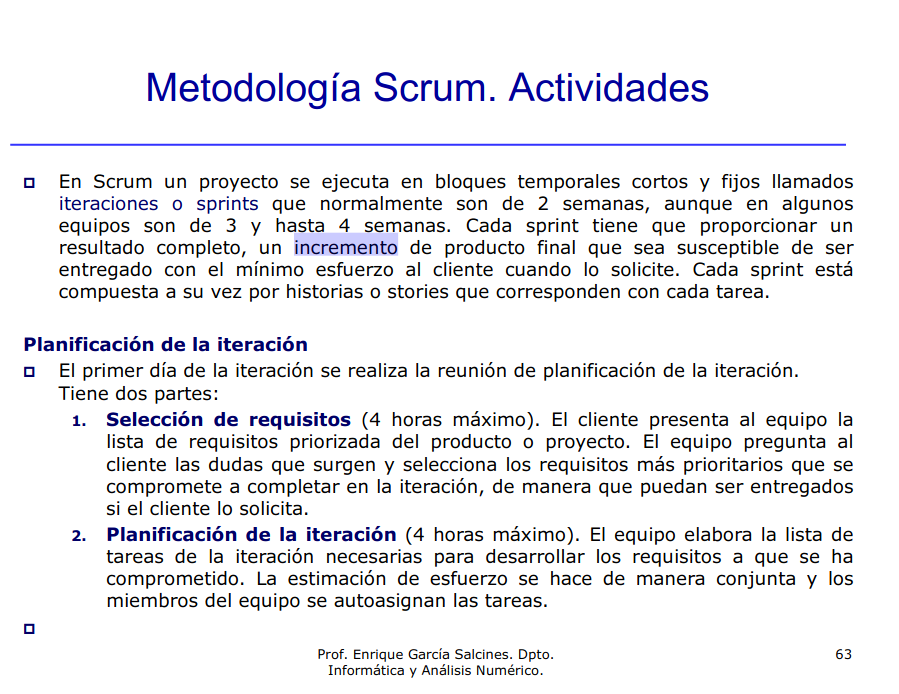 Metodología Scrum. Actividades
En Scrum un proyecto se ejecuta en bloques temporales cortos y fijos llamados
iteraciones o sprints que normalmente son de 2 semanas, aunque en algunos
equipos son de 3 y hasta 4 semanas. Cada sprint tiene que proporcionar un
resultado completo, un incremento de producto final que sea susceptible de ser
entregado con el mínimo esfuerzo al cliente cuando lo solicite. Cada sprint está
compuesta a su vez por historias o stories que corresponden con cada tarea.
Planificación de la iteración
El primer día de la iteración se realiza la reunión de planificación de la iteración.
Tiene dos partes:
1. Selección de requisitos (4 horas máximo). El cliente presenta al equipo la
lista de requisitos priorizada del producto o proyecto. El equipo pregunta al
cliente las dudas que surgen y selecciona los requisitos más prioritarios que se
compromete a completar en la iteración, de manera que puedan ser entregados
si el cliente lo solicita.
2. Planificación de la iteración (4 horas máximo). El equipo elabora la lista de
tareas de la iteración necesarias para desarrollar los requisitos a que se ha
comprometido. La estimación de esfuerzo se hace de manera conjunta y los
miembros del equipo se autoasignan las tareas.
Prof. Enrique García Salcines. Dpto.
Informática y Análisis Numérico.
63